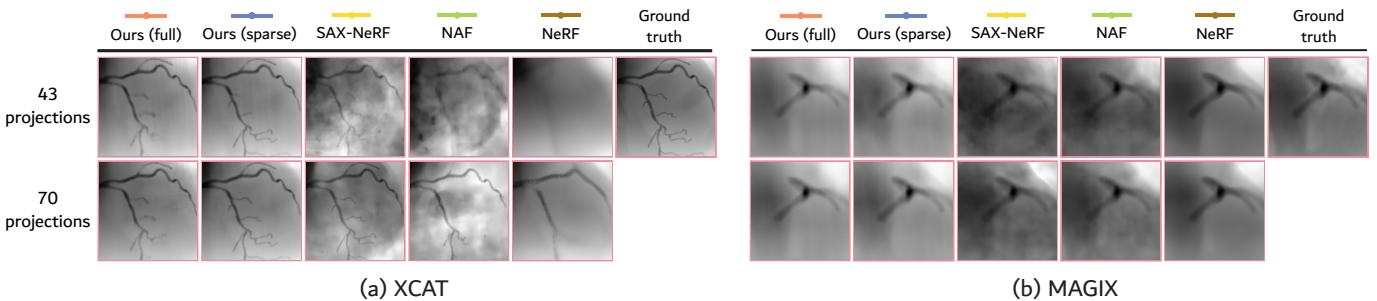 Ours (full) Ours (sparse) SAX-NeRF NAF NeRF Ground truth
Ours (full) Ours (sparse) SAX-NeRF NAF NeRF Ground truth
43
projections
70
projections
(a) XCAT
(b) MAGIX